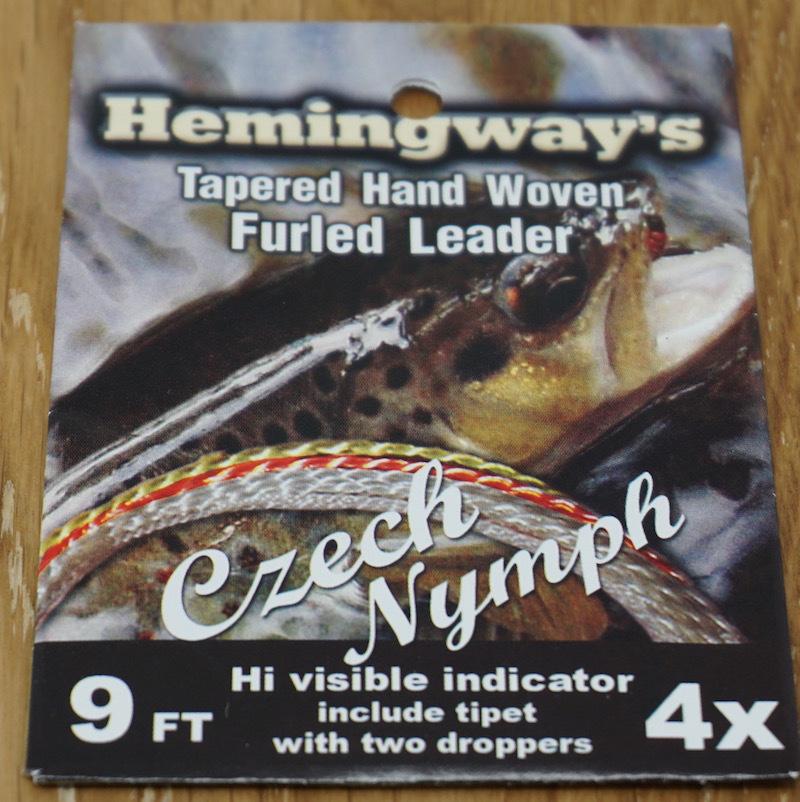 Hemingway's
Tapered Hand Woven
Furled Leader
Czech
Nymph
9 FT
Hi visible indicator
include tipet
with two droppers
4x